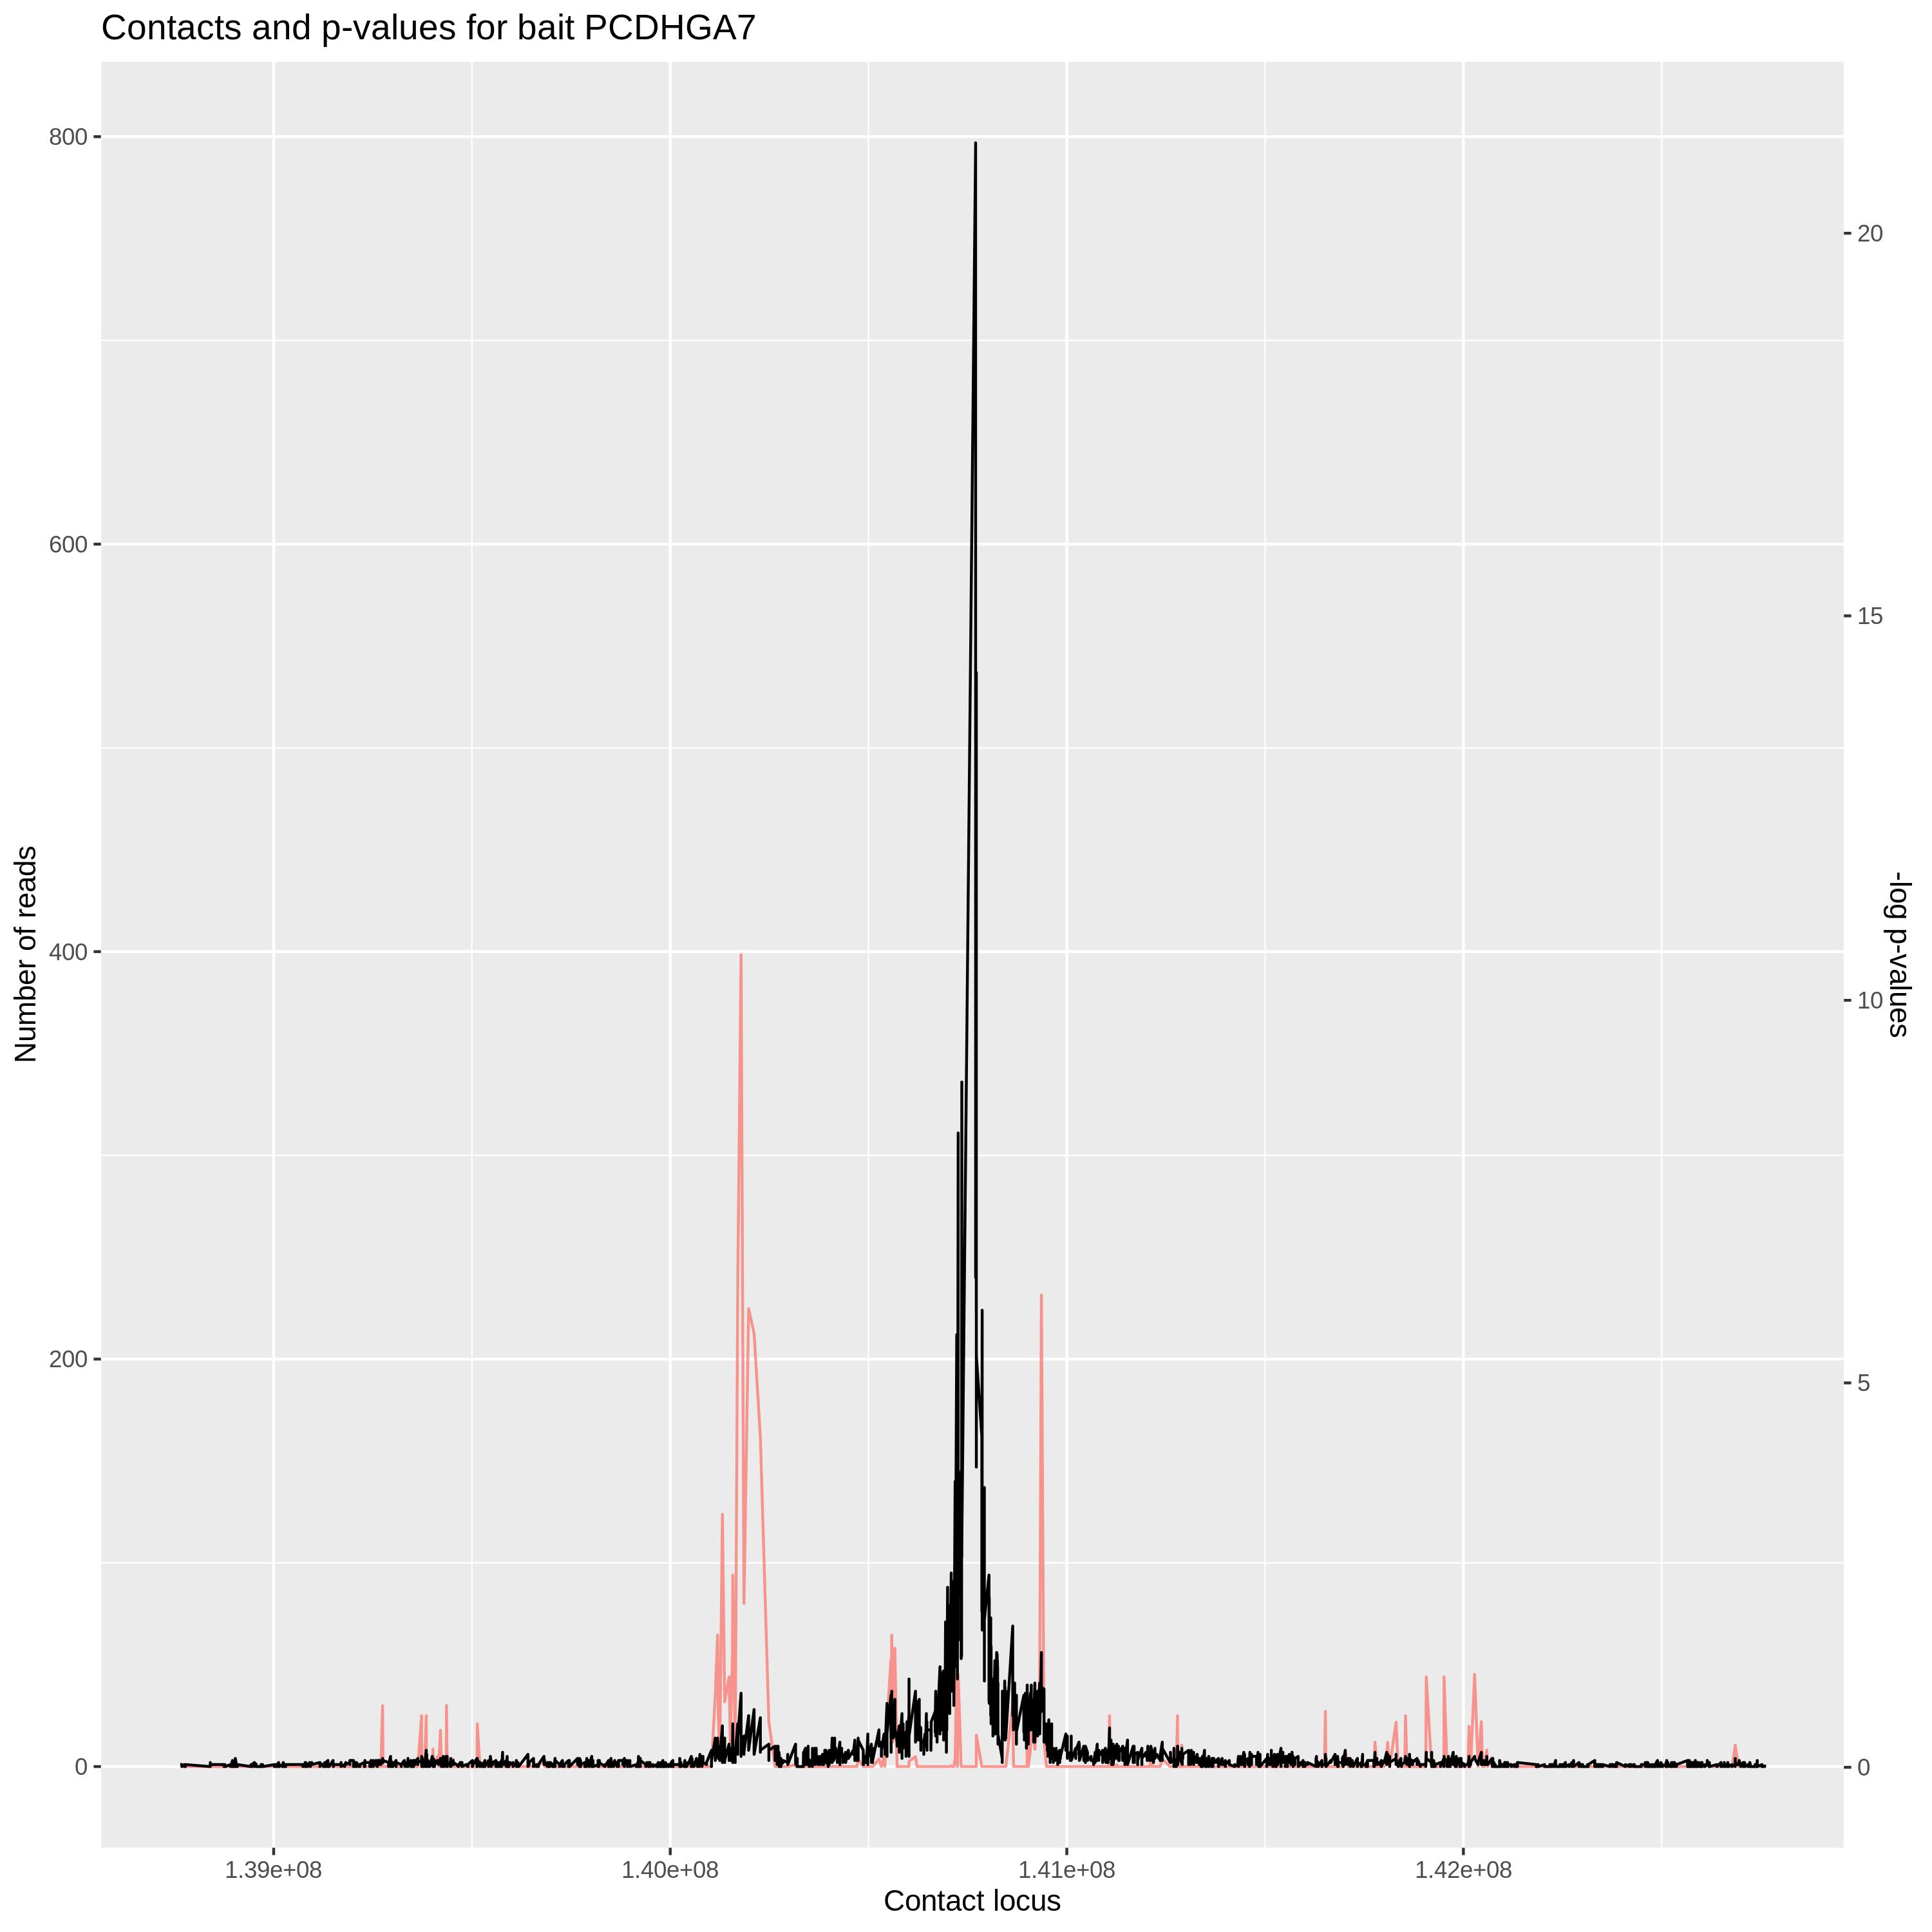 Contacts and p-values for bait PCDHGA7
800
600
400
200
0
Number of reads
20
15
10
5
0
-log p-values
1.39e+08
1.40e+08
1.41e+08
1.42e+08
Contact locus